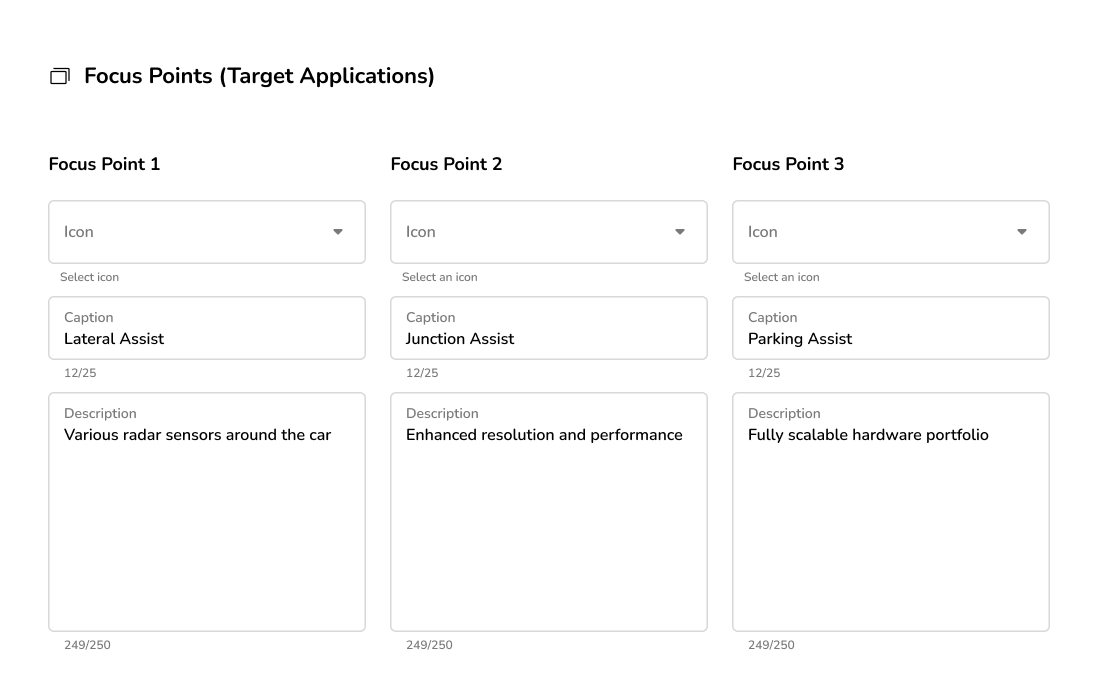 Focus Points (Target Applications)
Focus Point 1
Icon
Select icon
Caption
Lateral Assist
12/25
Description
Various radar sensors around the car
249/250
Focus Point 2
Icon
Select an icon
Caption
Junction Assist
12/25
Description
Enhanced resolution and performance
249/250
Focus Point 3
Icon
Select an icon
Caption
Parking Assist
12/25
Description
Fully scalable hardware portfolio
249/250